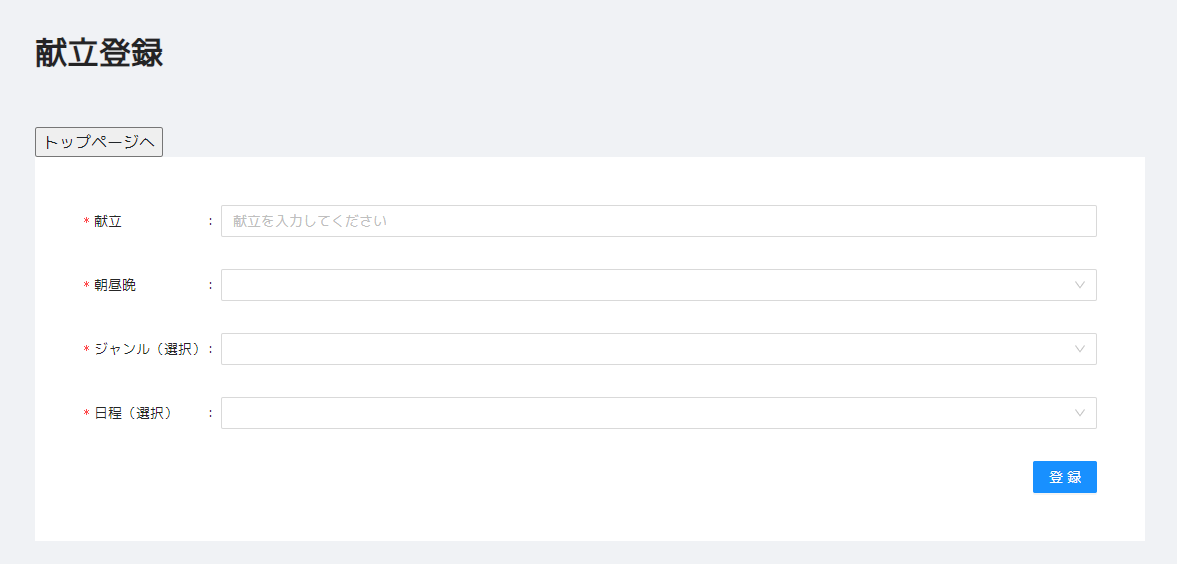 献立登録
トップページへ
* 献立 : 献立を入力してください
* 朝昼晩 :
* ジャンル（選択） :
* 日程（選択） :
登 録